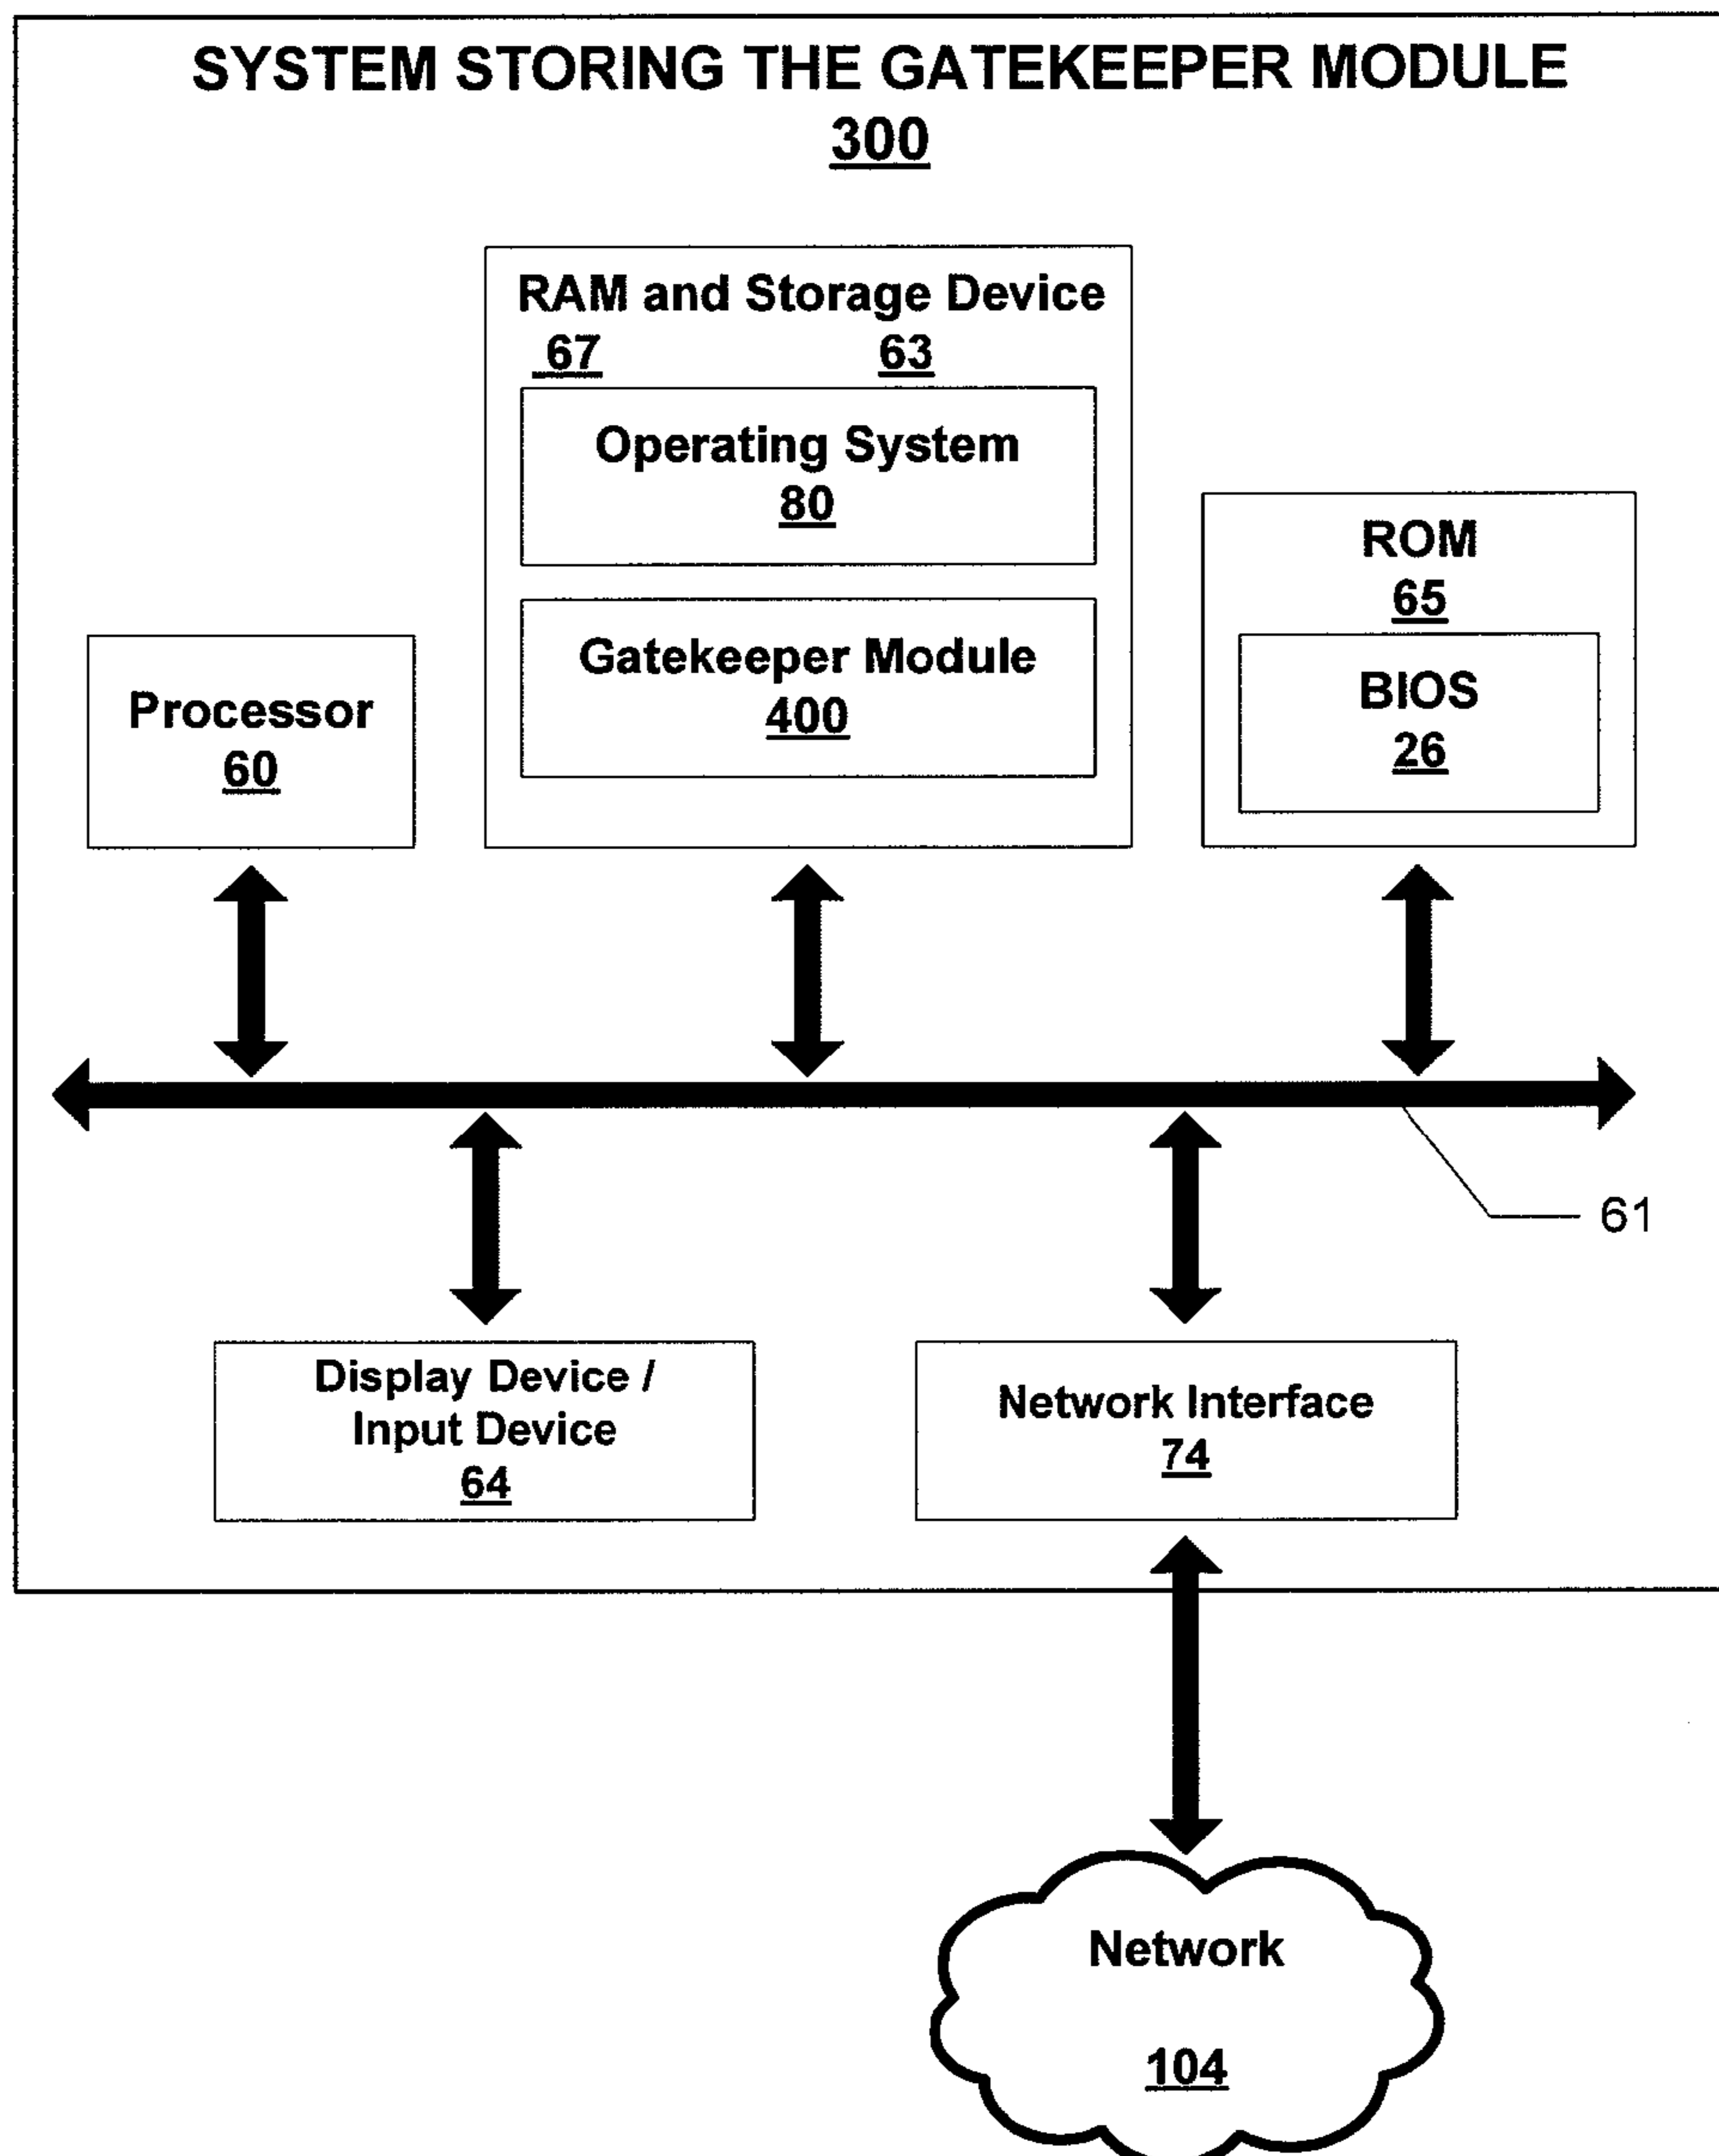 SYSTEM STORING THE GATEKEEPER MODULE
300
RAM and Storage Device
67 63
Operating System
80
Gatekeeper Module
400
ROM
65
BIOS
26
Processor
60
61
Display Device /
Input Device
64
Network Interface
74
Network
104